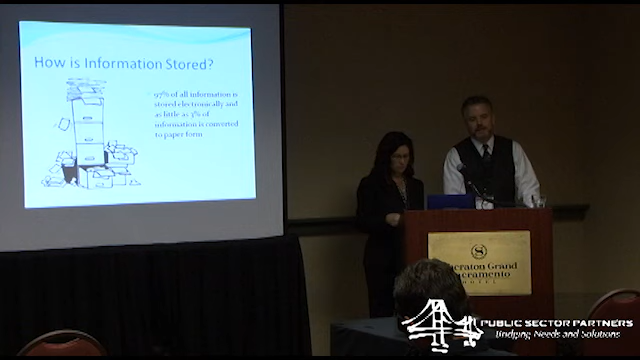 How is Information Stored?
97% of all information is
stored electronically and
as little as 3% of
information is converted
to paper form
Sheraton Grand
Sacramento
HOTEL
PUBLIC SECTOR PARTNERS
Bridging Needs and Solutions